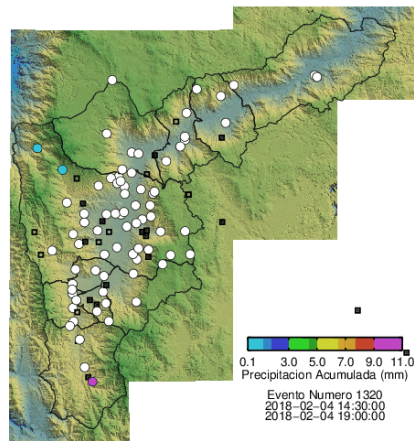 0.1 3.0 5.0 7.0 9.0 11.0
Precipitacion Acumulada (mm)
Evento Numero 1320
2018-02-04 14:30:00
2018-02-04 19:00:00